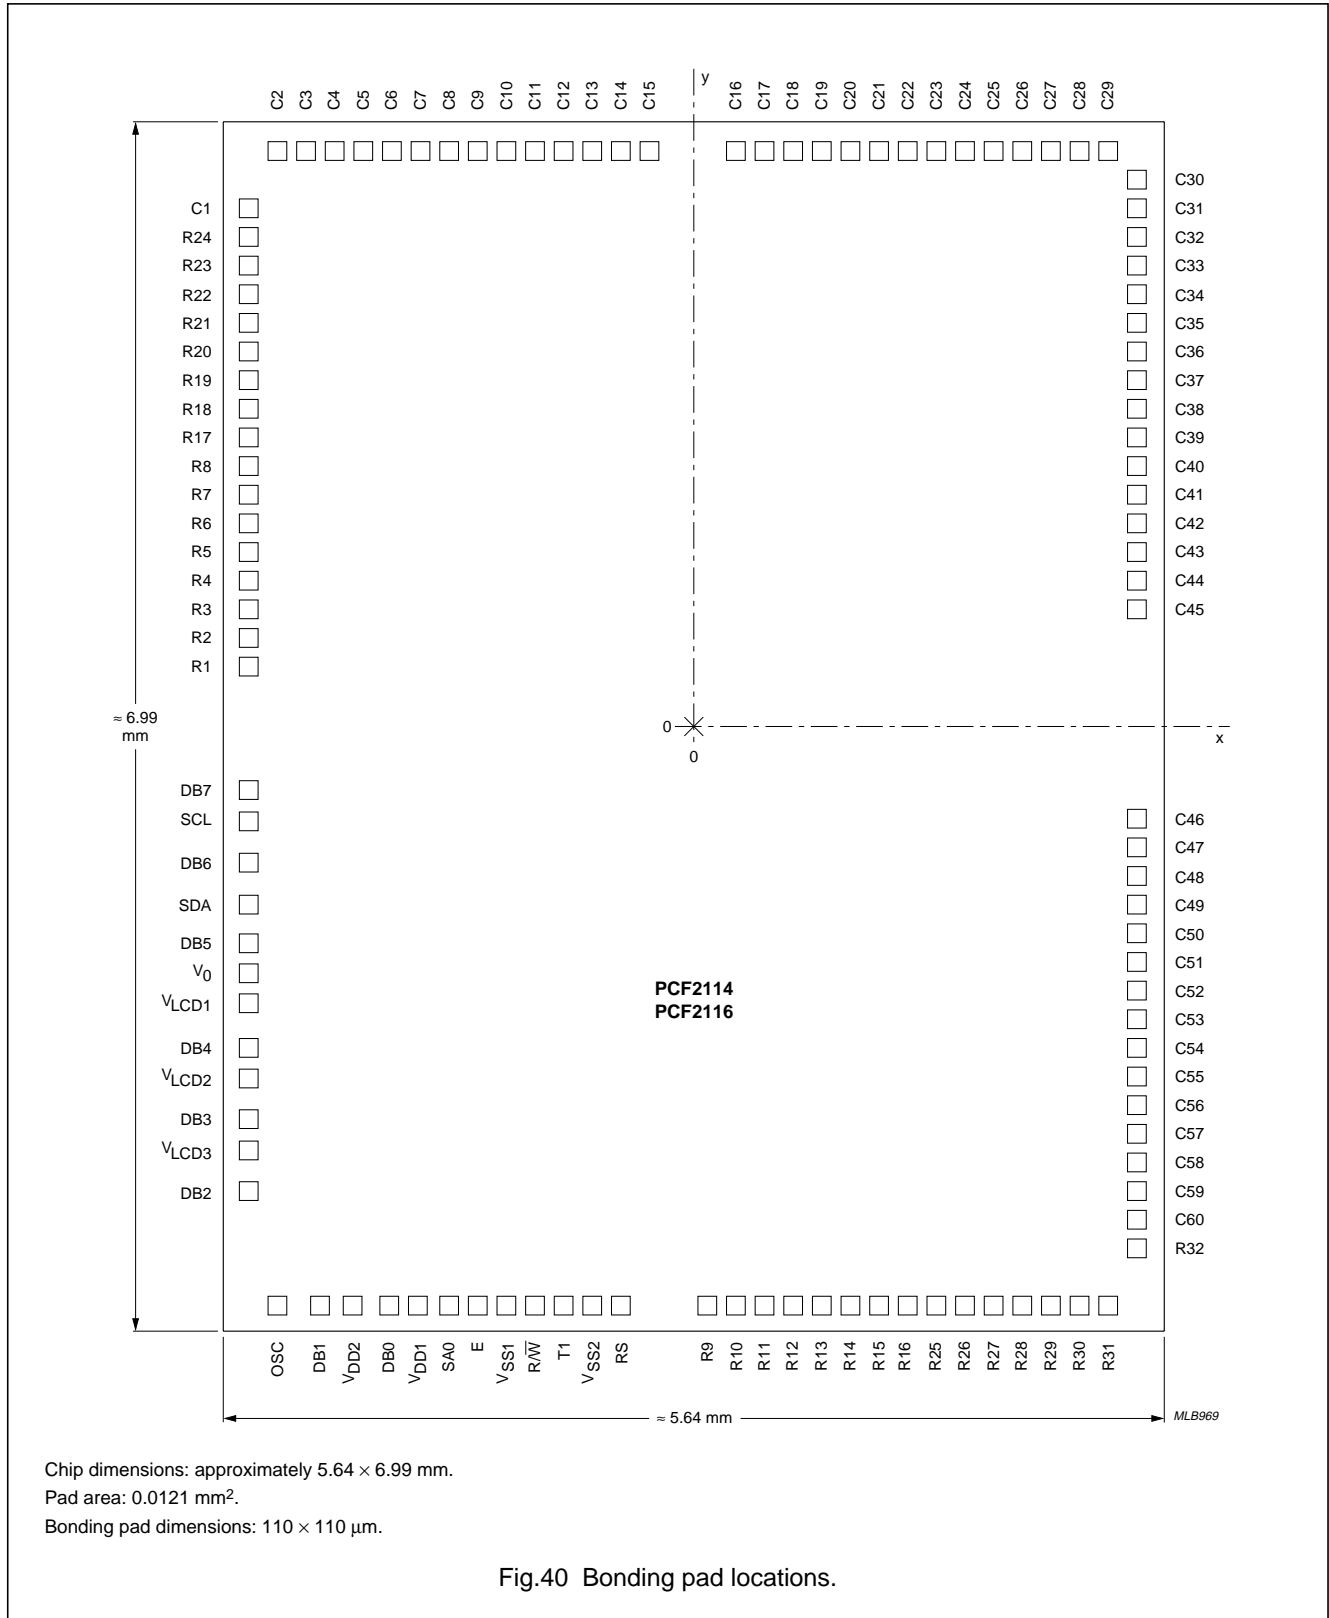 C2 C3 C4 C5 C6 C7 C8 C9 C10 C11 C12 C13 C14 C15 y C16 C17 C18 C19 C20 C21 C22 C23 C24 C25 C26 C27 C28 C29
C30
C1 C31
R24 C32
R23 C33
R22 C34
R21 C35
R20 C36
R19 C37
R18 C38
R17 C39
R8 C40
R7 C41
R6 C42
R5 C43
R4 C44
R3 C45
R2
R1
≈ 6.99
mm
0
x
0
DB7
SCL C46
C47
DB6 C48
SDA C49
DB5 C50
V0 C51
VLCD1 PCF2114 C52
PCF2116 C53
DB4 C54
VLCD2 C55
DB3 C56
C57
VLCD3 C58
DB2 C59
C60
R32
OSC DB1 VDD2 DB0 VDD1 SA0 E VSS1 R/W̅ T1 VSS2 RS R9 R10 R11 R12 R13 R14 R15 R16 R25 R26 R27 R28 R29 R30 R31
≈ 5.64 mm MLB969
Chip dimensions: approximately 5.64 × 6.99 mm.
Pad area: 0.0121 mm².
Bonding pad dimensions: 110 × 110 µm.
Fig.40 Bonding pad locations.